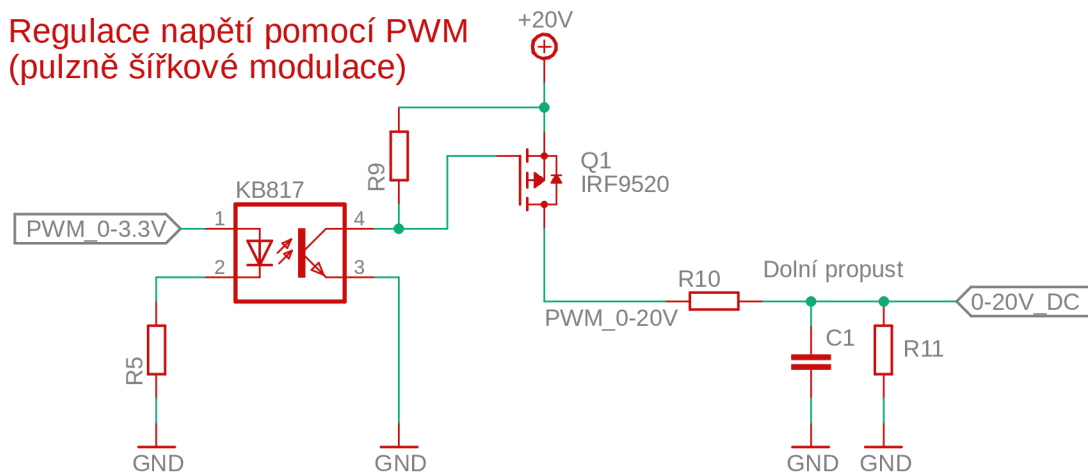 Regulace napětí pomocí PWM
(pulzně šířkové modulace)
+20V
R9
Q1
IRF9520
KB817
PWM_0-3.3V
1
4
2
3
R5
R10
Dolní propust
0-20V_DC
PWM_0-20V
C1
R11
GND
GND
GND
GND